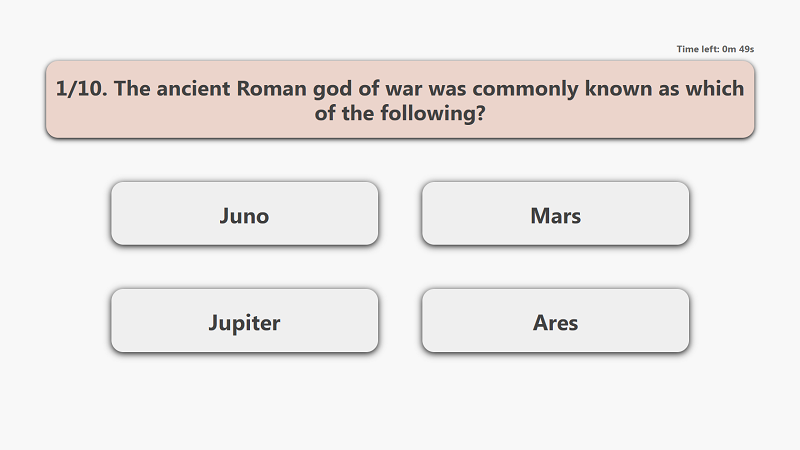 Time left: 0m 49s
1/10. The ancient Roman god of war was commonly known as which
of the following?
Juno
Mars
Jupiter
Ares